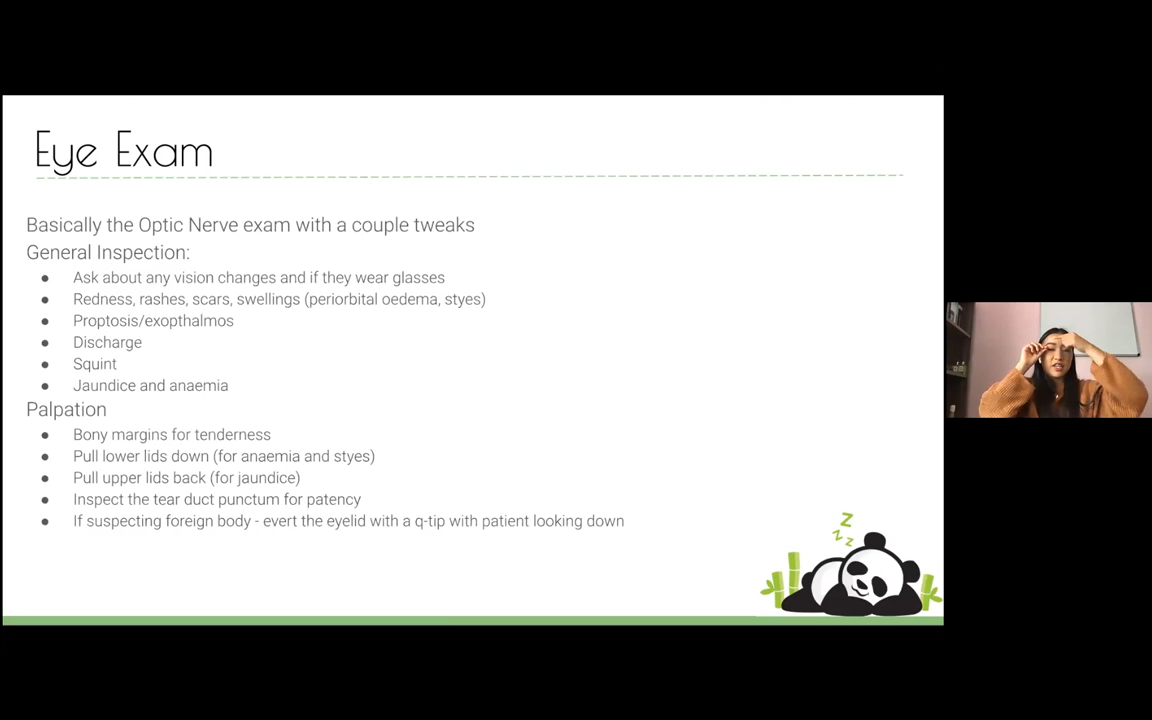 Eye Exam
Basically the Optic Nerve exam with a couple tweaks
General Inspection:
● Ask about any vision changes and if they wear glasses
● Redness, rashes, scars, swellings (periorbital oedema, styes)
● Proptosis/exopthalmos
● Discharge
● Squint
● Jaundice and anaemia
Palpation
● Bony margins for tenderness
● Pull lower lids down (for anaemia and styes)
● Pull upper lids back (for jaundice)
● Inspect the tear duct punctum for patency
● If suspecting foreign body - evert the eyelid with a q-tip with patient looking down
z
z z